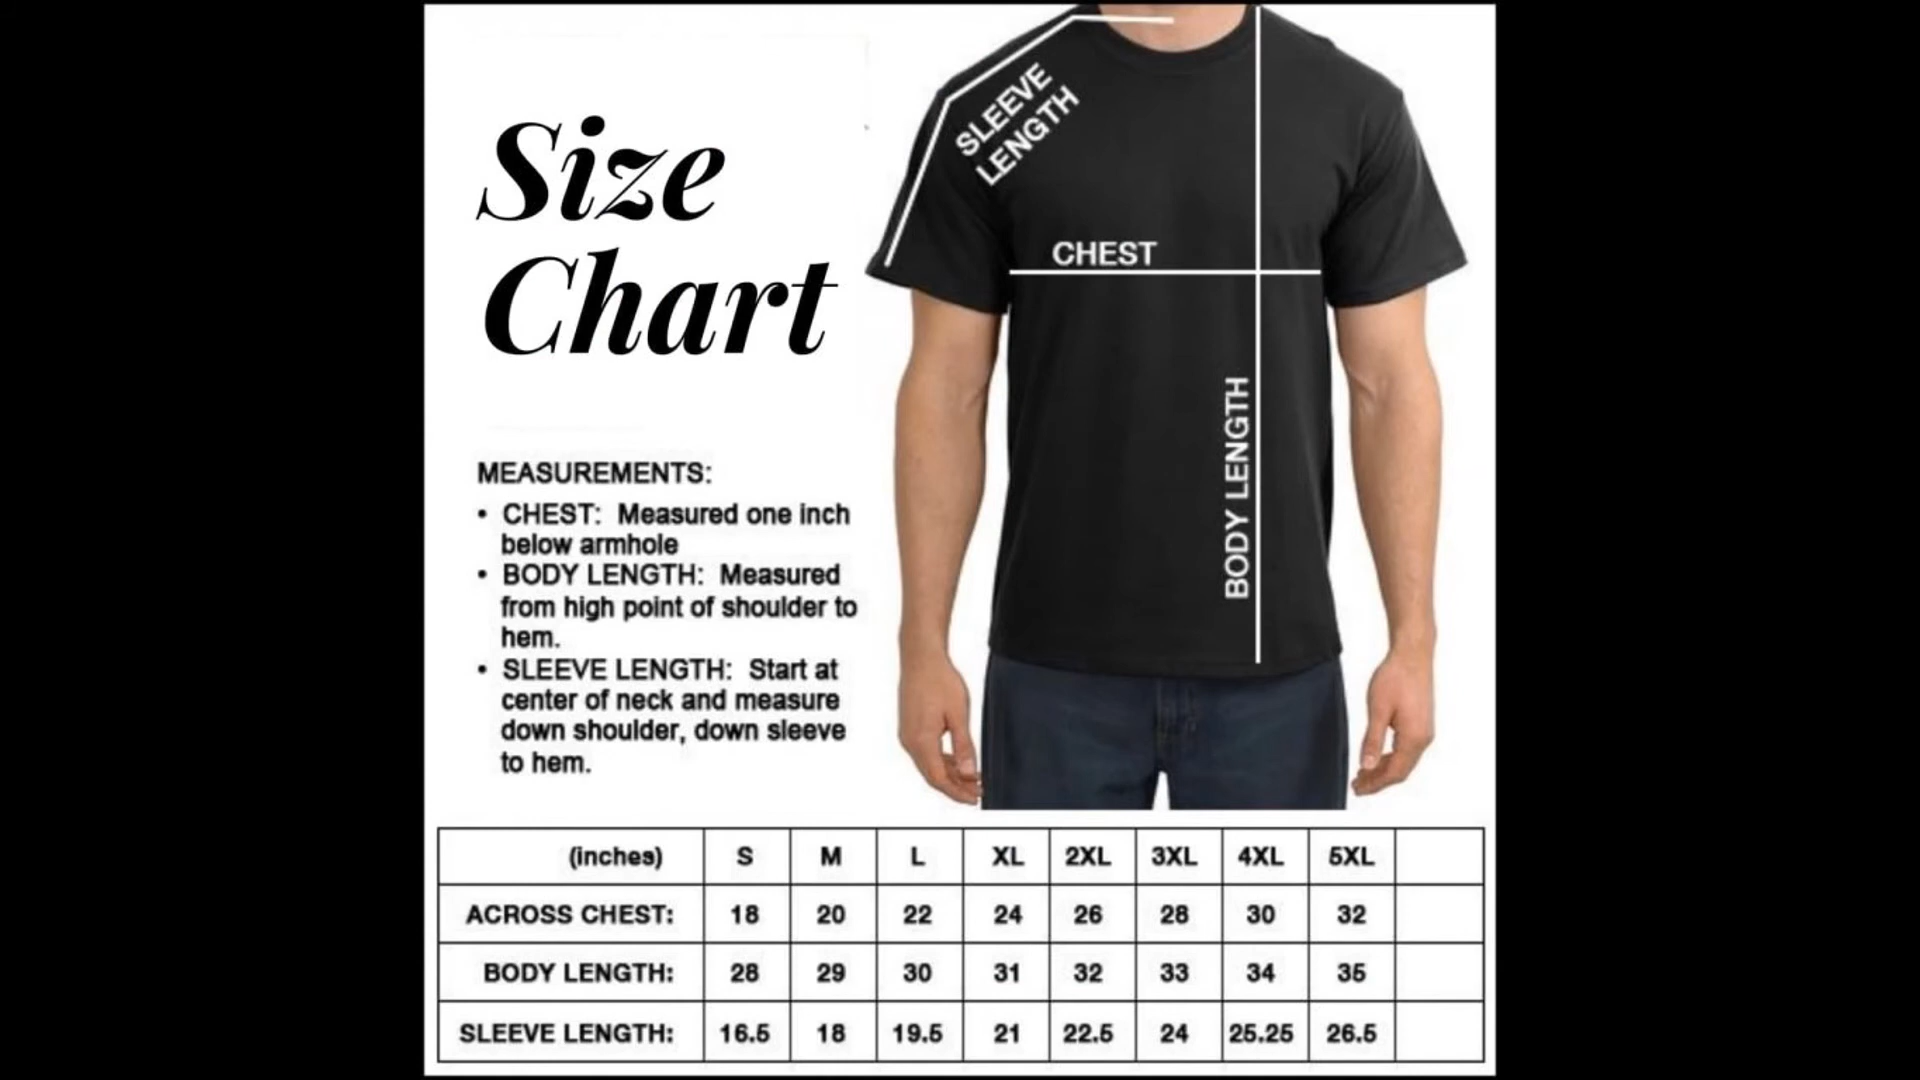 Size
Chart
SLEEVE
LENGTH
CHEST
BODY LENGTH
MEASUREMENTS:
• CHEST: Measured one inch
below armhole
• BODY LENGTH: Measured
from high point of shoulder to
hem.
• SLEEVE LENGTH: Start at
center of neck and measure
down shoulder, down sleeve
to hem.
(inches) S M L XL 2XL 3XL 4XL 5XL
ACROSS CHEST: 18 20 22 24 26 28 30 32
BODY LENGTH: 28 29 30 31 32 33 34 35
SLEEVE LENGTH: 16.5 18 19.5 21 22.5 24 25.25 26.5